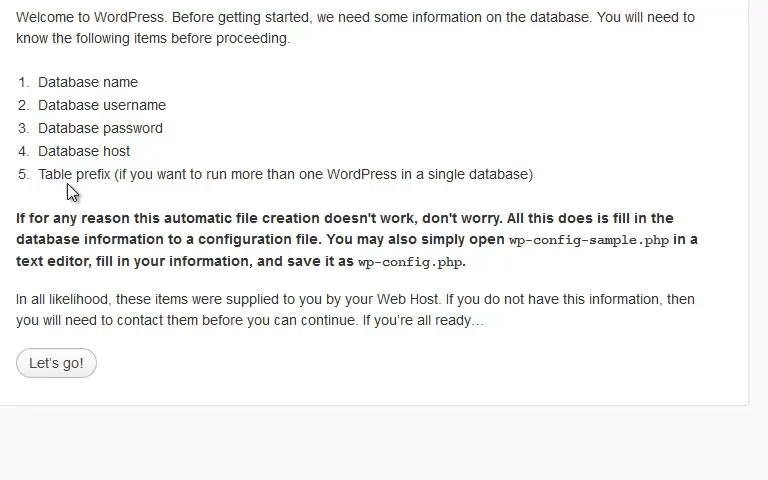 Welcome to WordPress. Before getting started, we need some information on the database. You will need to
know the following items before proceeding.
1. Database name
2. Database username
3. Database password
4. Database host
5. Table prefix (if you want to run more than one WordPress in a single database)
If for any reason this automatic file creation doesn't work, don't worry. All this does is fill in the
database information to a configuration file. You may also simply open wp-config-sample.php in a
text editor, fill in your information, and save it as wp-config.php.
In all likelihood, these items were supplied to you by your Web Host. If you do not have this information, then
you will need to contact them before you can continue. If you're all ready…
Let's go!